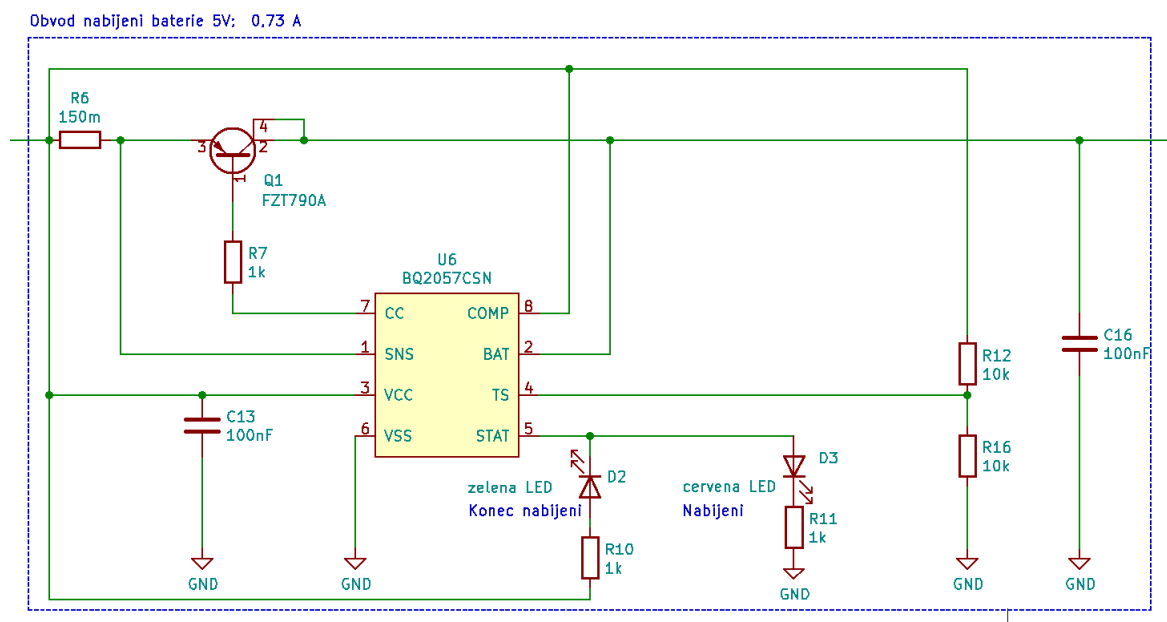 Obvod nabijeni baterie 5V; 0,73 A
R6
150m
3
4
2
1
Q1
FZT790A
R7
1k
U6
BQ2057CSN
7
CC
COMP
8
1
SNS
BAT
2
3
VCC
TS
4
6
VSS
STAT
5
C13
100nF
R12
10k
R16
10k
C16
100nF
D2
zelena LED
Konec nabijeni
D3
cervena LED
Nabijeni
R10
1k
R11
1k
GND
GND
GND
GND
GND